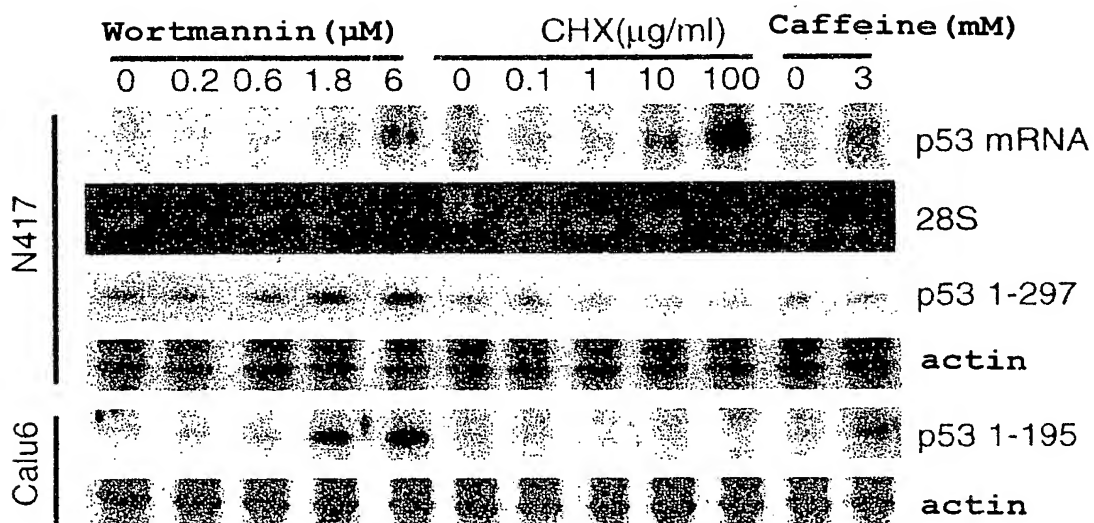 Wortmannin (µM) CHX(µg/ml) Caffeine (mM)
0 0.2 0.6 1.8 6 0 0.1 1 10 100 0 3
N417
p53 mRNA
28S
p53 1-297
actin
Calu6
p53 1-195
actin